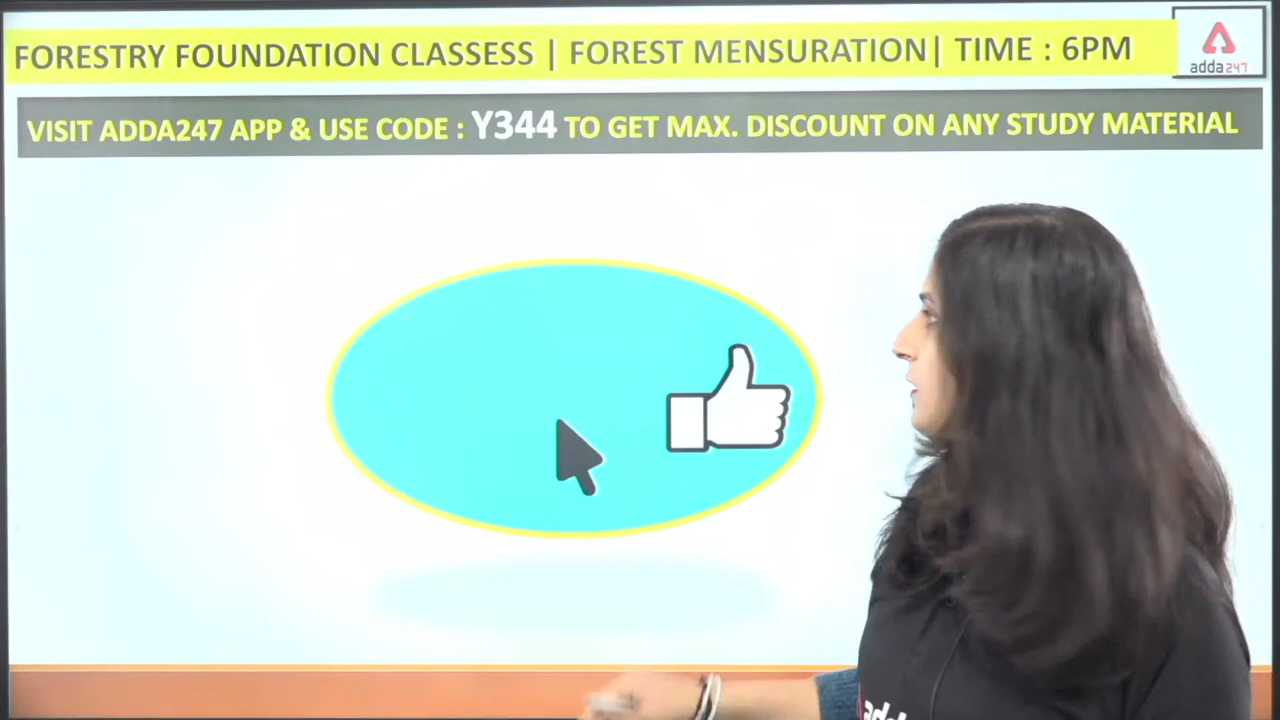 FORESTRY FOUNDATION CLASSESS | FOREST MENSURATION| TIME : 6PM
adda247
VISIT ADDA247 APP & USE CODE : Y344 TO GET MAX. DISCOUNT ON ANY STUDY MATERIAL